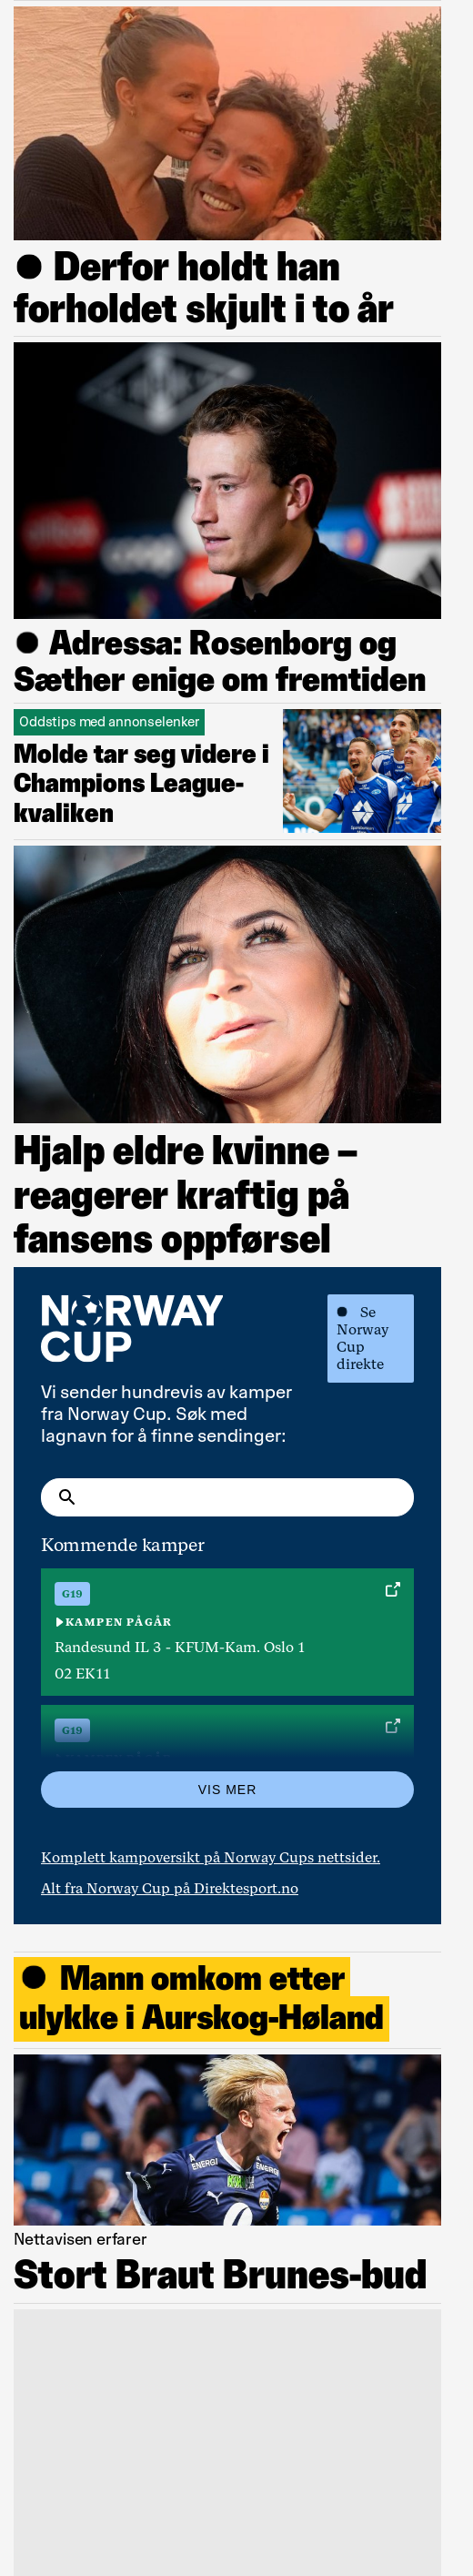 Derfor holdt han
forholdet skjult i to år
Adressa: Rosenborg og
Sæther enige om fremtiden
Oddstips med annonselenker
Molde tar seg videre i
Champions League-
kvaliken
Hjalp eldre kvinne –
reagerer kraftig på
fansens oppførsel
NORWAY
CUP
Se
Norway
Cup
direkte
Vi sender hundrevis av kamper
fra Norway Cup. Søk med
lagnavn for å finne sendinger:
Kommende kamper
G19
KAMPEN PÅGÅR
Randesund IL 3 - KFUM-Kam. Oslo 1
02 EK11
G19
VIS MER
Komplett kampoversikt på Norway Cups nettsider.
Alt fra Norway Cup på Direktesport.no
Mann omkom etter
ulykke i Aurskog-Høland
ENERGI
ENERGI
Nettavisen erfarer
Stort Braut Brunes-bud